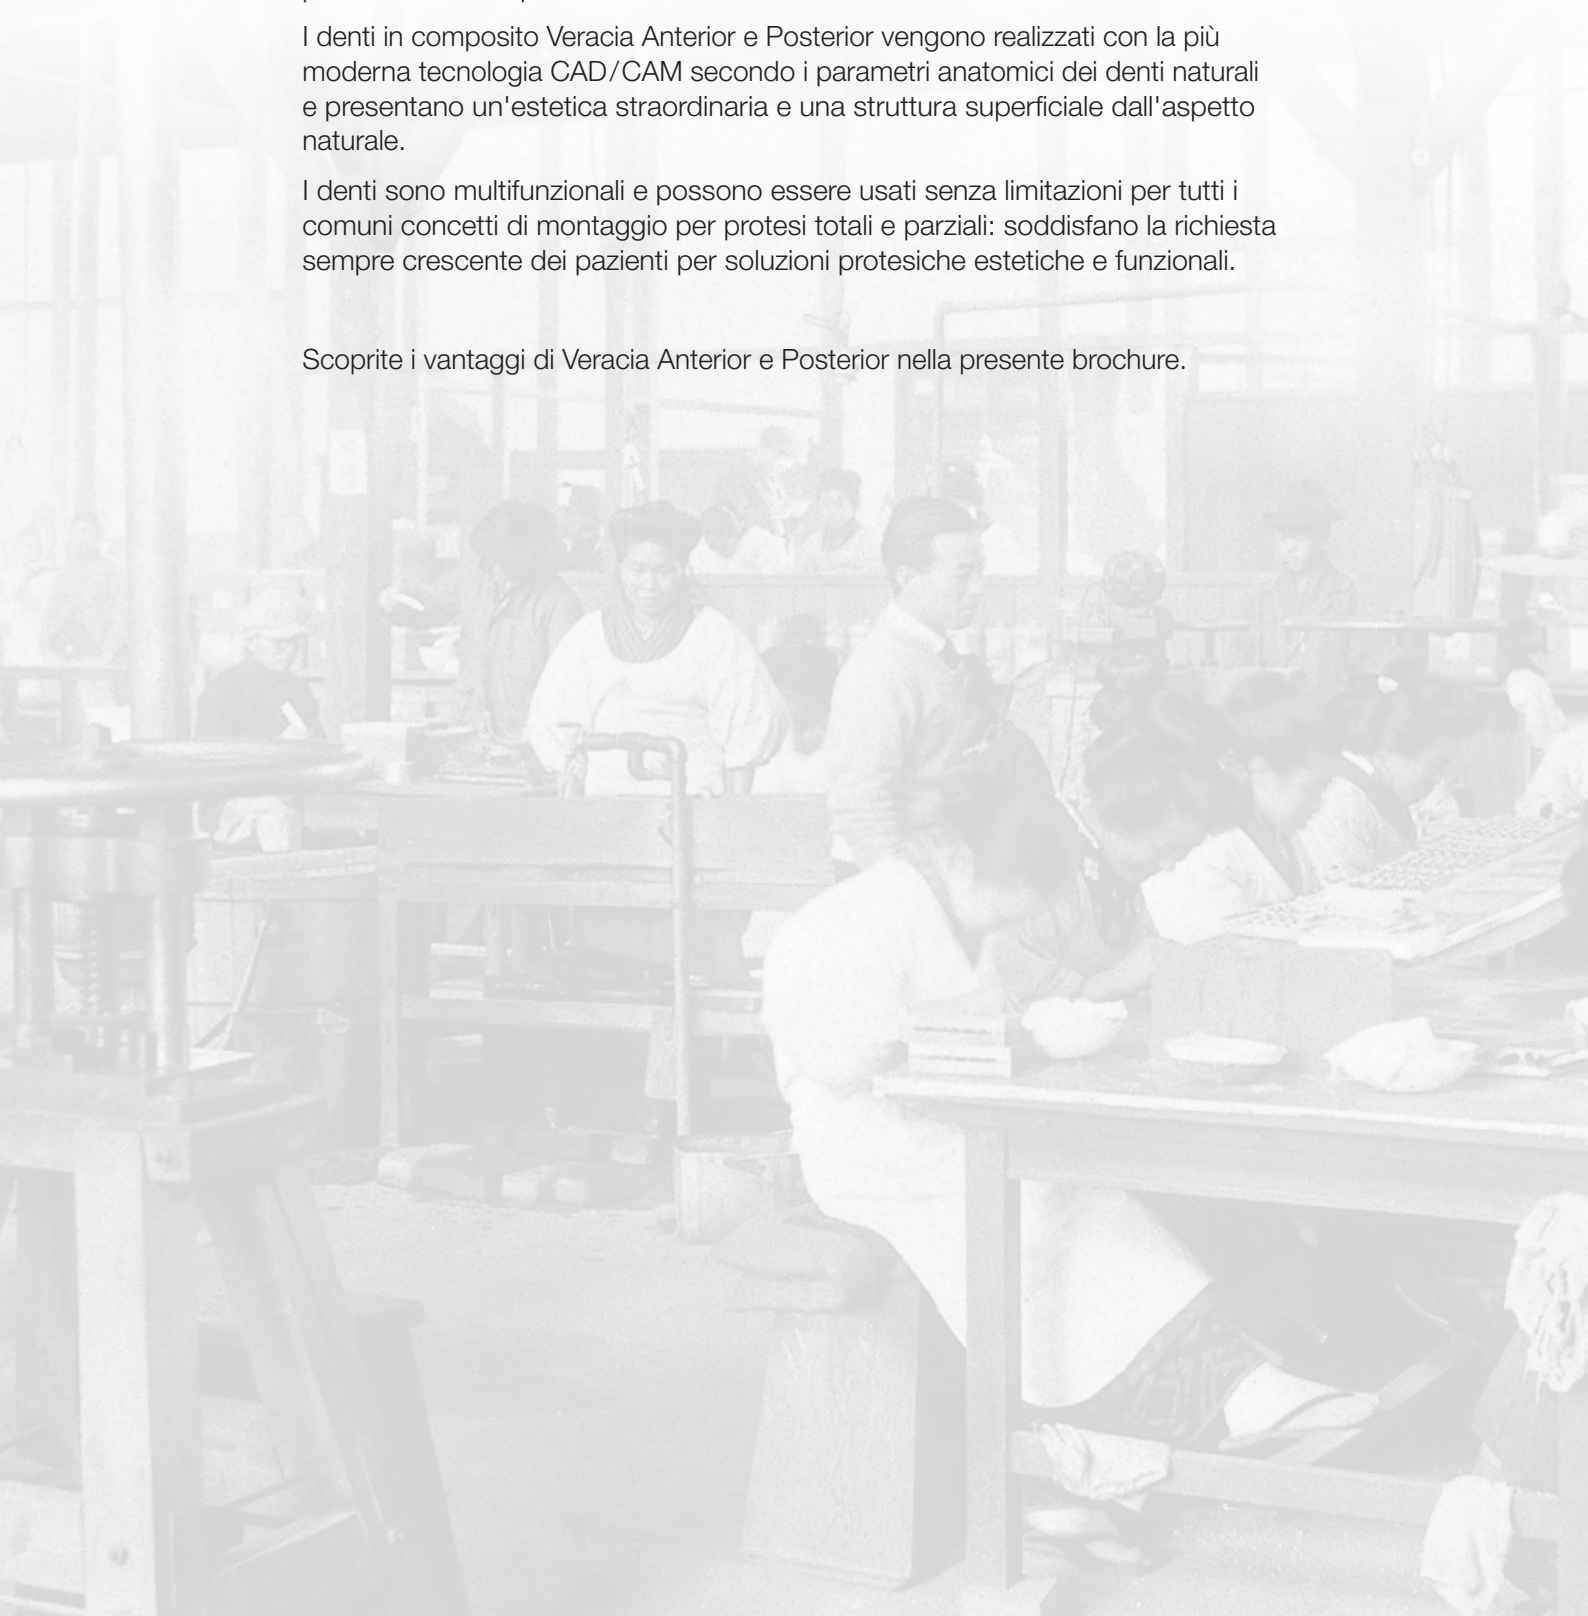 I denti in composito Veracia Anterior e Posterior vengono realizzati con la più
moderna tecnologia CAD/CAM secondo i parametri anatomici dei denti naturali
e presentano un'estetica straordinaria e una struttura superficiale dall'aspetto
naturale.
I denti sono multifunzionali e possono essere usati senza limitazioni per tutti i
comuni concetti di montaggio per protesi totali e parziali: soddisfano la richiesta
sempre crescente dei pazienti per soluzioni protesiche estetiche e funzionali.
Scoprite i vantaggi di Veracia Anterior e Posterior nella presente brochure.